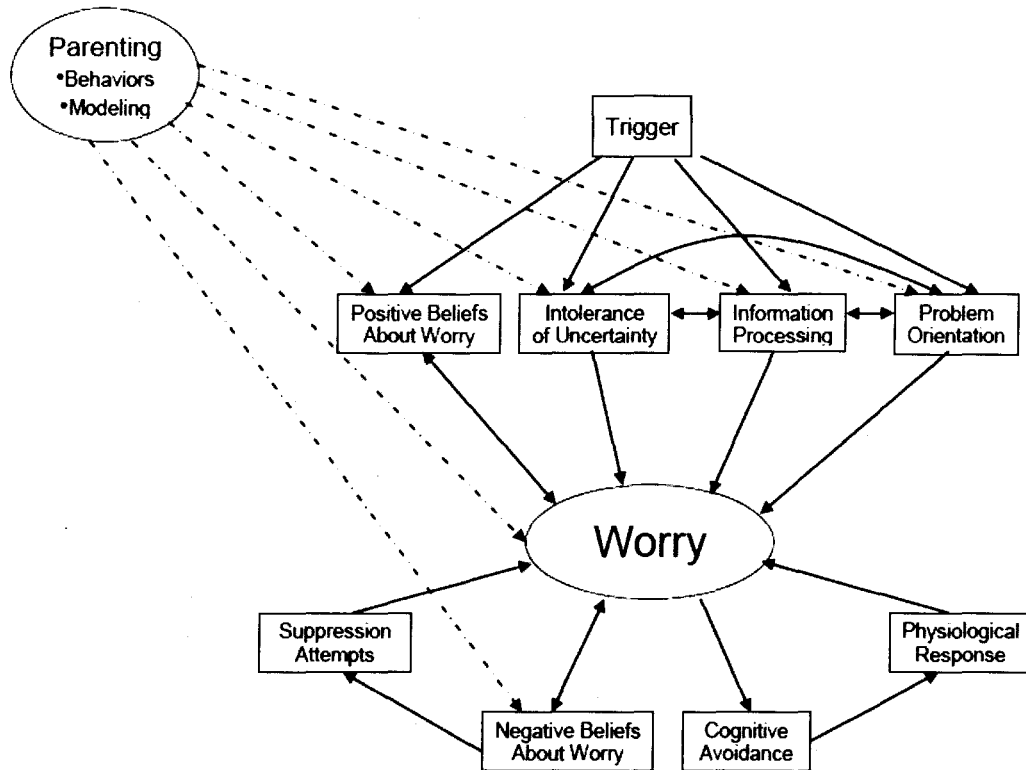 Parenting
•Behaviors
•Modeling
Trigger
Positive Beliefs
About Worry
Intolerance
of Uncertainty
Information
Processing
Problem
Orientation
Worry
Suppression
Attempts
Physiological
Response
Negative Beliefs
About Worry
Cognitive
Avoidance